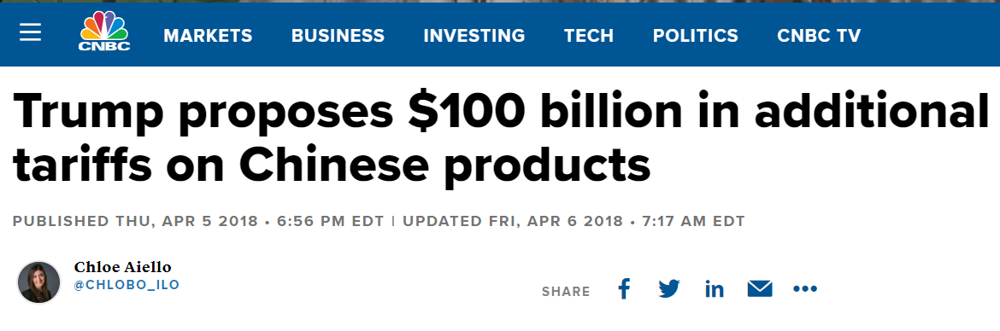 CNBC MARKETS BUSINESS INVESTING TECH POLITICS CNBC TV
Trump proposes $100 billion in additional
tariffs on Chinese products
PUBLISHED THU, APR 5 2018 • 6:56 PM EDT | UPDATED FRI, APR 6 2018 • 7:17 AM EDT
Chloe Aiello
@CHLOBO_ILO
SHARE